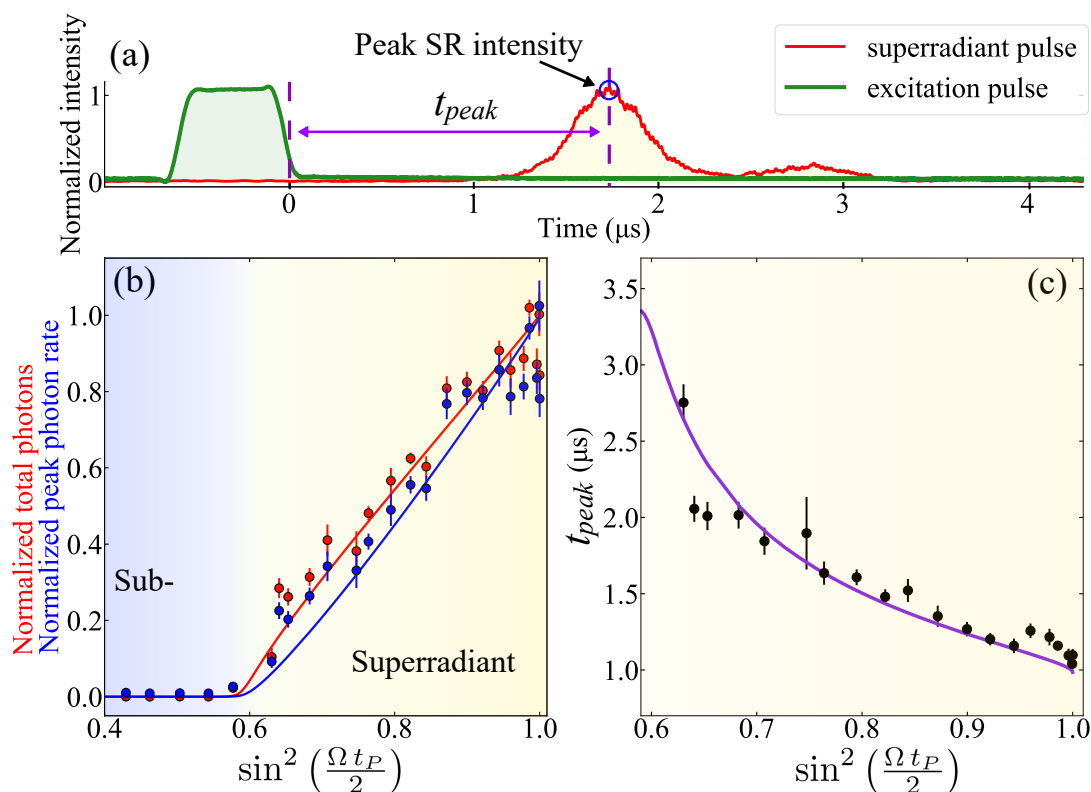 (a)
Peak SR intensity
superradiant pulse
excitation pulse
t_peak
Normalized intensity
1
0
0 1 2 3 4
Time (μs)
(b)
Normalized total photons
Normalized peak photon rate
1.0
0.8
0.6
0.4
0.2
0.0
Sub-
Superradiant
0.4 0.6 0.8 1.0
sin² (Ω t_P / 2)
(c)
t_peak (μs)
3.5
3.0
2.5
2.0
1.5
1.0
0.6 0.7 0.8 0.9 1.0
sin² (Ω t_P / 2)